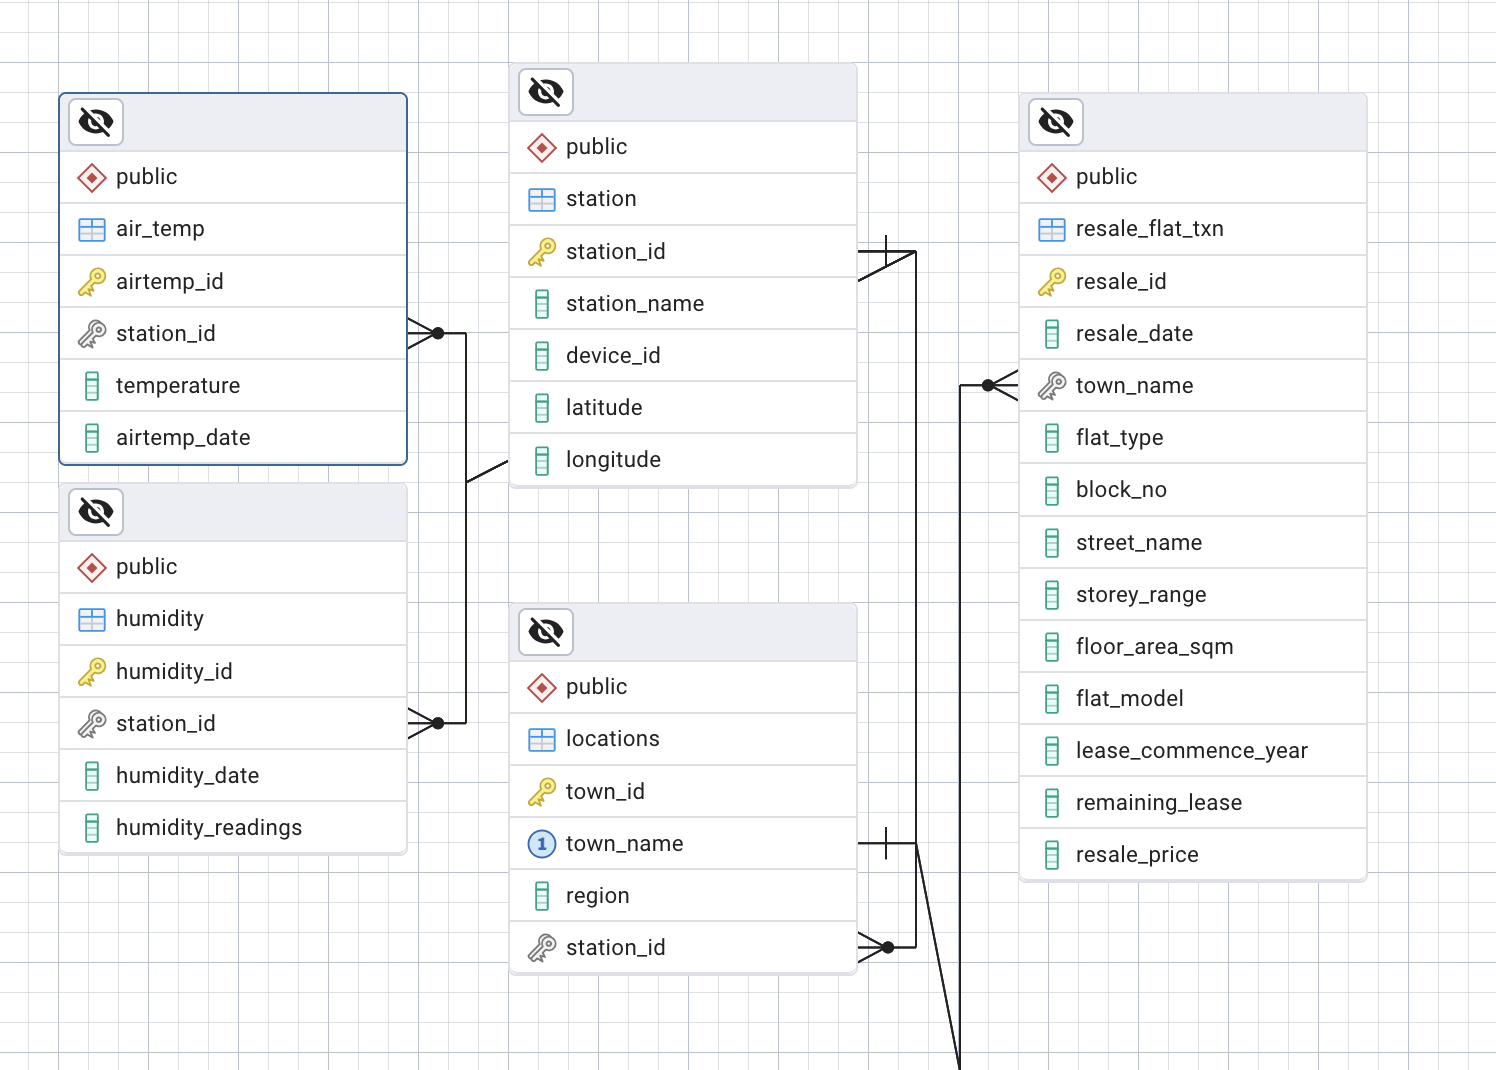 public
air_temp
airtemp_id
station_id
temperature
airtemp_date
public
humidity
humidity_id
station_id
humidity_date
humidity_readings
public
station
station_id
station_name
device_id
latitude
longitude
public
locations
town_id
1 town_name
region
station_id
public
resale_flat_txn
resale_id
resale_date
town_name
flat_type
block_no
street_name
storey_range
floor_area_sqm
flat_model
lease_commence_year
remaining_lease
resale_price